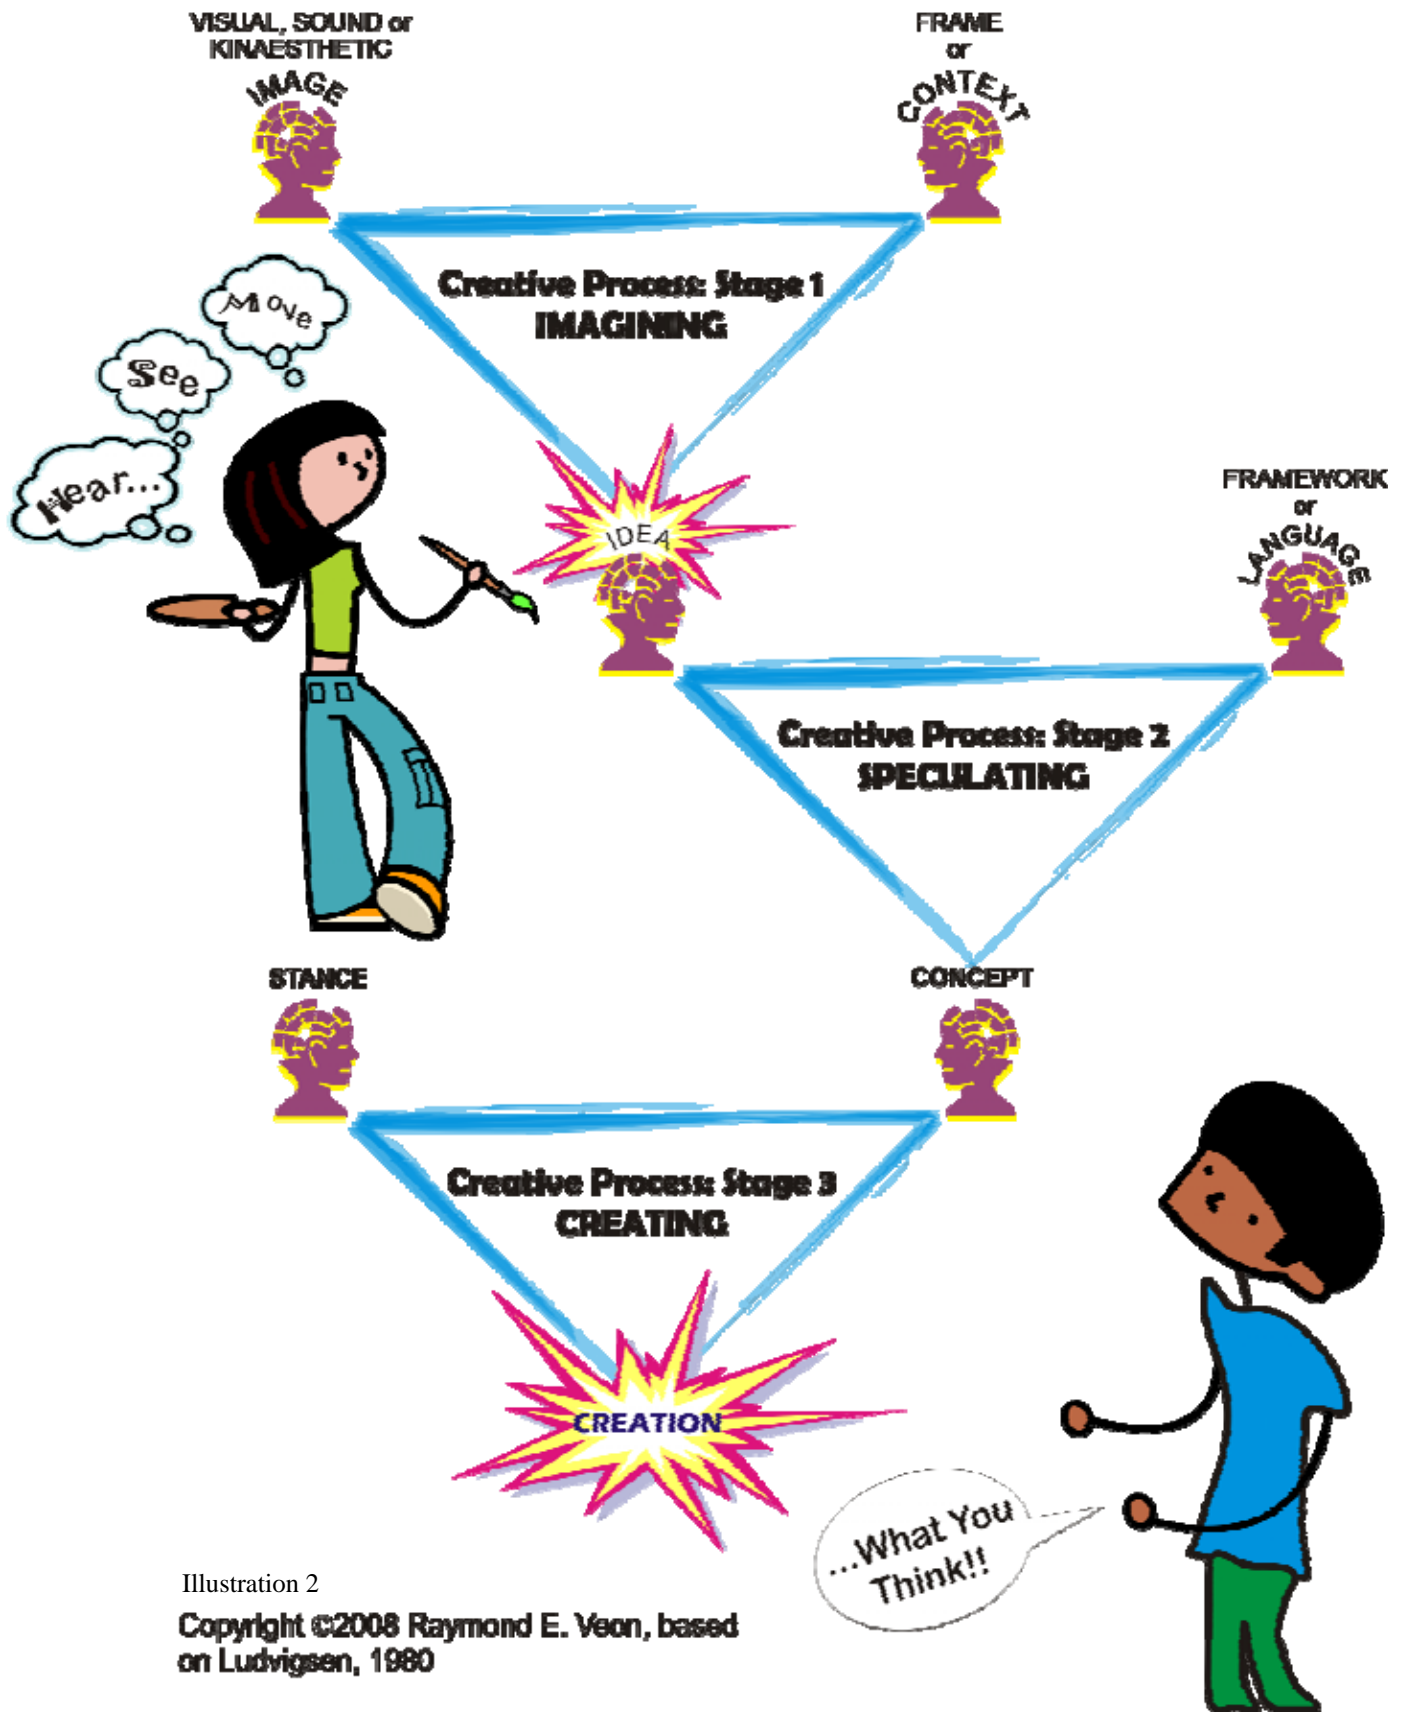 VISUAL, SOUND or
KINAESTHETIC
IMAGE
FRAME
or
CONTEXT
Creative Process: Stage 1
IMAGINING
Move
See
Hear...
IDEA
FRAMEWORK
or
LANGUAGE
Creative Process: Stage 2
SPECULATING
STANCE
CONCEPT
Creative Process: Stage 3
CREATING
CREATION
...What You
Think!!
Illustration 2
Copyright ©2008 Raymond E. Veon, based
on Ludvigsen, 1980